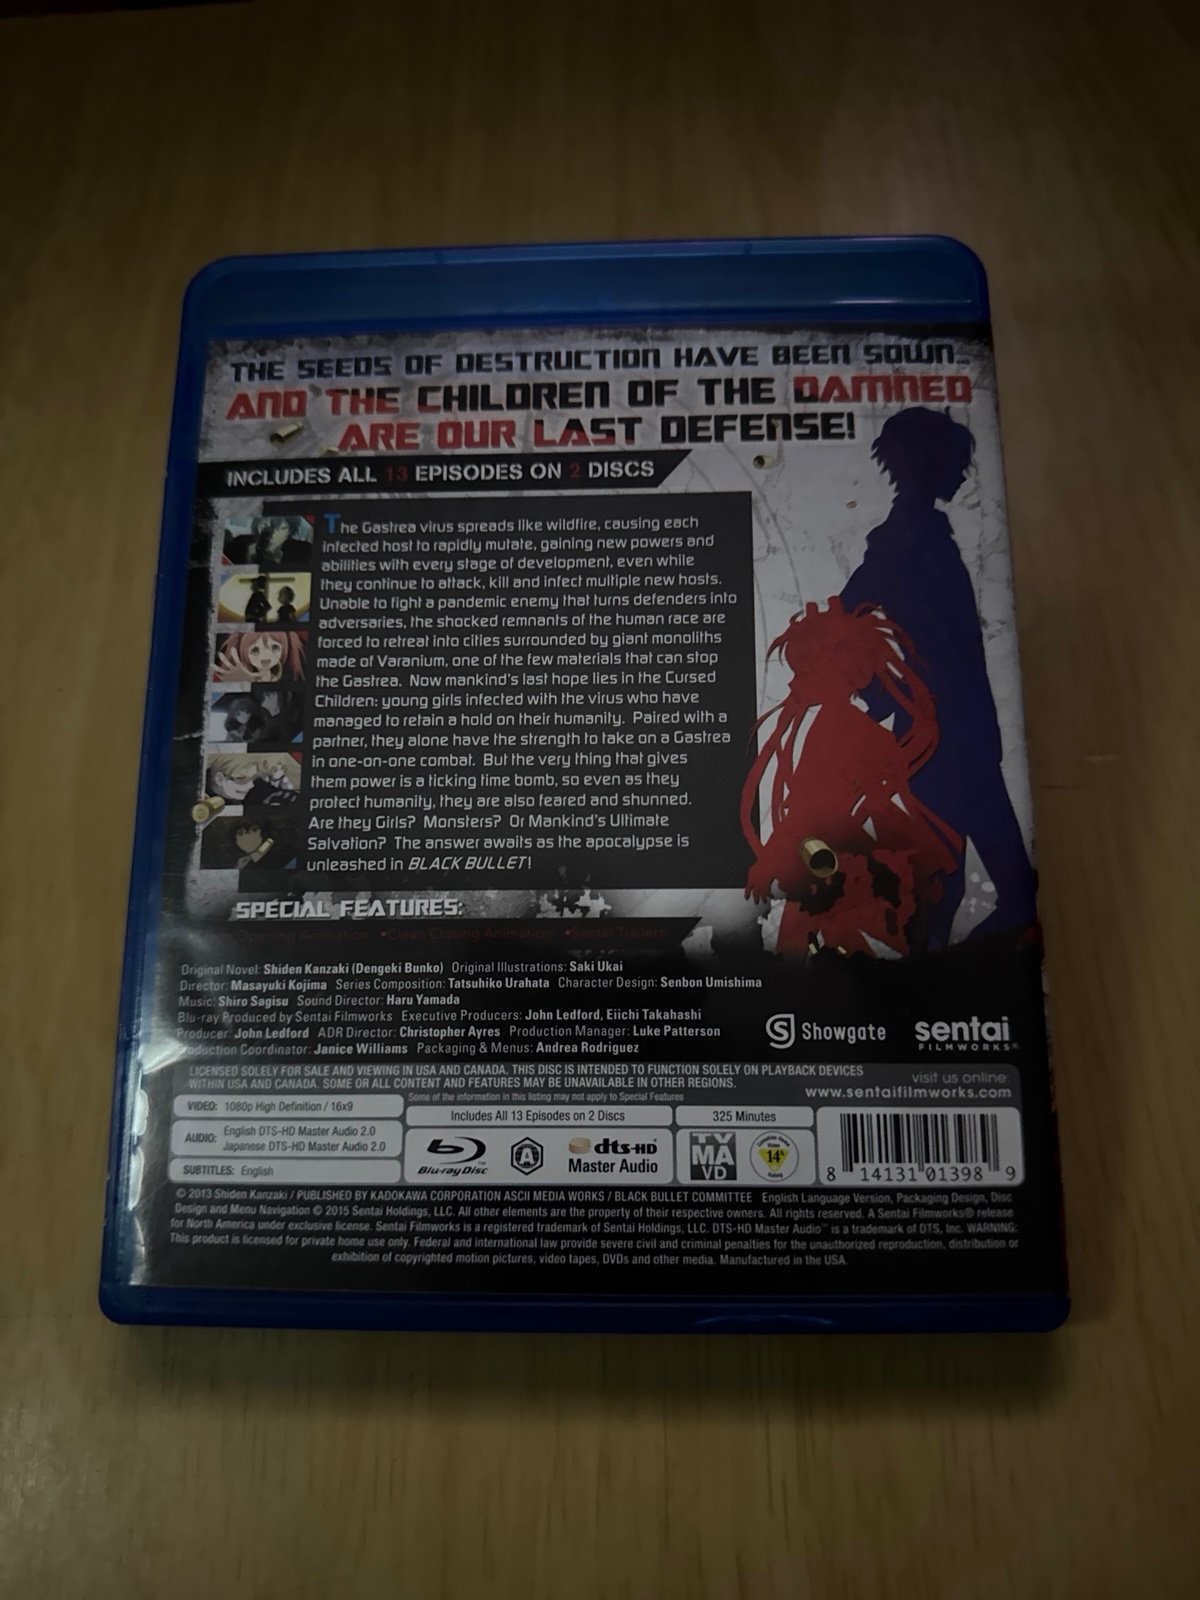 THE SEEDS OF DESTRUCTION HAVE BEEN SOWN...
AND THE CHILDREN OF THE DAMNED
ARE OUR LAST DEFENSE!
INCLUDES ALL 13 EPISODES ON 2 DISCS
The Gastrea virus spreads like wildfire, causing each
infected host to rapidly mutate, gaining new powers and
abilities with every stage of development, even while
they continue to attack, kill and infect multiple new hosts.
Unable to fight a pandemic enemy that turns defenders into
adversaries, the shocked remnants of the human race are
forced to retreat into cities surrounded by giant monoliths
made of Varanium, one of the few materials that can stop
the Gastrea. Now mankind's last hope lies in the Cursed
Children: young girls infected with the virus who have
managed to retain a hold on their humanity. Paired with a
partner, they alone have the strength to take on a Gastrea
in one-on-one combat. But the very thing that gives
them power is a ticking time bomb, so even as they
protect humanity, they are also feared and shunned.
Are they Girls? Monsters? Or Mankind's Ultimate
Salvation? The answer awaits as the apocalypse is
unleashed in BLACK BULLET!
SPECIAL FEATURES:
Opening Animation •Clean Closing Animation •Sentai Trailers
Original Novel: Shiden Kanzaki (Dengeki Bunko) Original Illustrations: Saki Ukai
Director: Masayuki Kojima Series Composition: Tatsuhiko Urahata Character Design: Senbon Umishima
Music: Shiro Sagisu Sound Director: Haru Yamada
Blu-ray Produced by Sentai Filmworks Executive Producers: John Ledford, Eiichi Takahashi
Producer: John Ledford ADR Director: Christopher Ayres Production Manager: Luke Patterson
Production Coordinator: Janice Williams Packaging & Menus: Andrea Rodriguez
Showgate
sentai
FILMWORKS®
LICENSED SOLELY FOR SALE AND VIEWING IN USA AND CANADA. THIS DISC IS INTENDED TO FUNCTION SOLELY ON PLAYBACK DEVICES
WITHIN USA AND CANADA. SOME OR ALL CONTENT AND FEATURES MAY BE UNAVAILABLE IN OTHER REGIONS.
visit us online:
www.sentaifilmworks.com
Some of the information in this listing may not apply to Special Features
VIDEO: 1080p High Definition / 16x9
AUDIO: English DTS-HD Master Audio 2.0
Japanese DTS-HD Master Audio 2.0
SUBTITLES: English
Includes All 13 Episodes on 2 Discs
Blu-ray Disc™
A
dts-HD
Master Audio
325 Minutes
TV
MA
VD
14A
8 14131 01398 9
© 2013 Shiden Kanzaki / PUBLISHED BY KADOKAWA CORPORATION ASCII MEDIA WORKS / BLACK BULLET COMMITTEE English Language Version, Packaging Design, Disc
Design and Menu Navigation © 2015 Sentai Holdings, LLC. All other elements are the property of their respective owners. All rights reserved. A Sentai Filmworks® release
for North America under exclusive license. Sentai Filmworks is a registered trademark of Sentai Holdings, LLC. DTS-HD Master Audio™ is a trademark of DTS, Inc. WARNING:
This product is licensed for private home use only. Federal and international law provide severe civil and criminal penalties for the unauthorized reproduction, distribution or
exhibition of copyrighted motion pictures, video tapes, DVDs and other media. Manufactured in the USA.